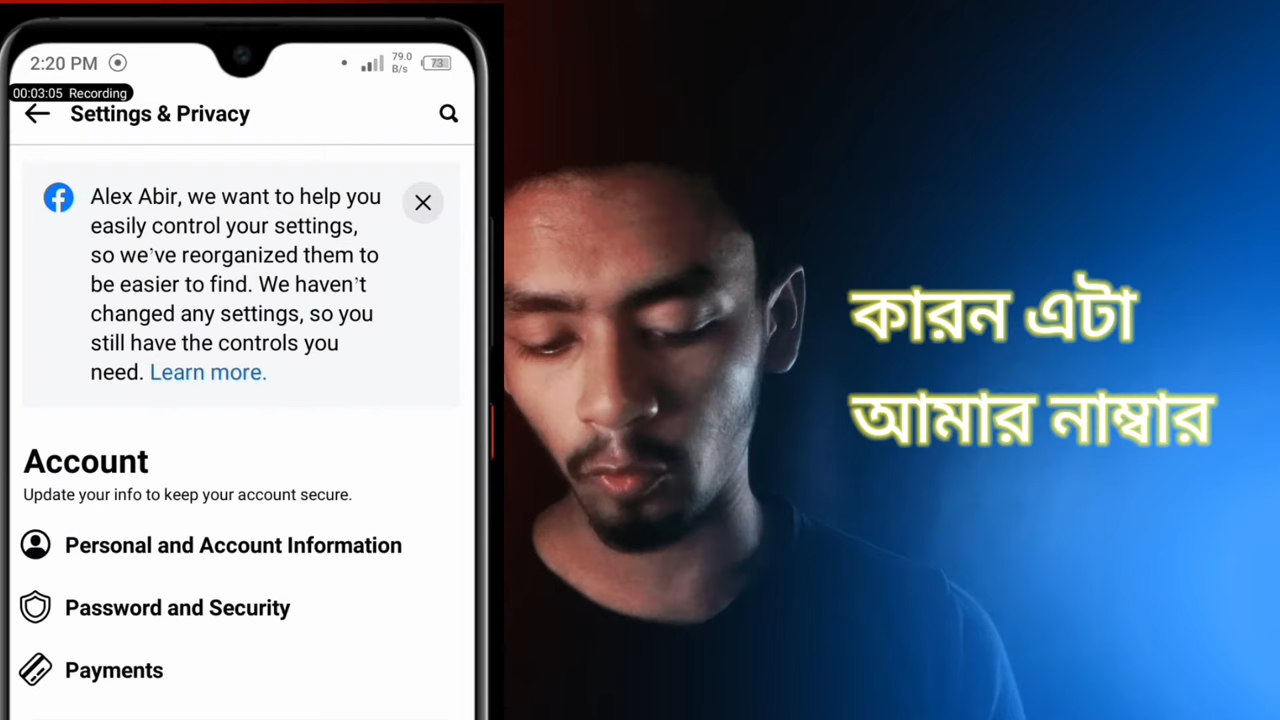 2:20 PM
79.0
B/s
73
00:03:05 Recording
Settings & Privacy
Alex Abir, we want to help you
easily control your settings,
so we’ve reorganized them to
be easier to find. We haven’t
changed any settings, so you
still have the controls you
need. Learn more.
Account
Update your info to keep your account secure.
Personal and Account Information
Password and Security
Payments
কারন এটা
আমার নাম্বার